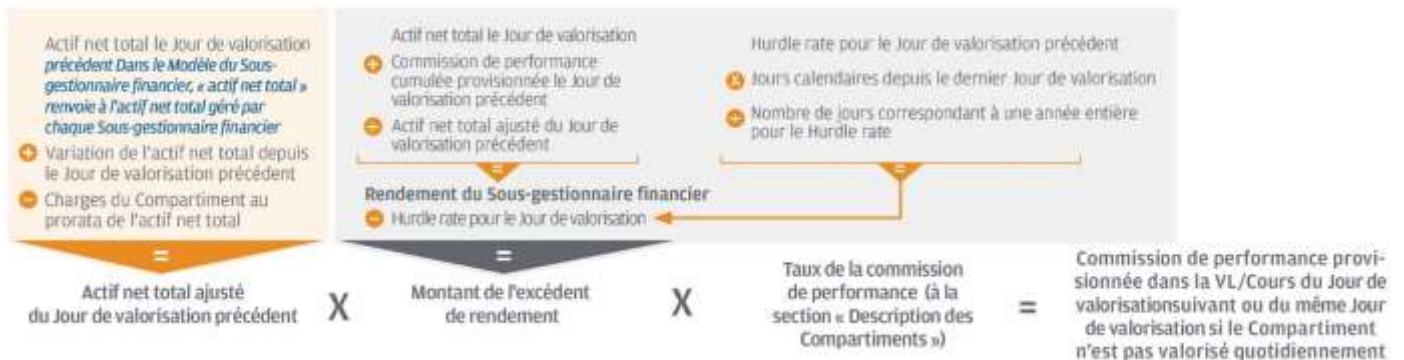 Actif net total le Jour de valorisation
précédent Dans le Modèle du Sous-
gestionnaire financier, « actif net total »
renvoie à l'actif net total géré par
chaque Sous-gestionnaire financier
+ Variation de l'actif net total depuis
le Jour de valorisation précédent
− Charges du Compartiment au
prorata de l'actif net total
=
Actif net total ajusté
du Jour de valorisation précédent
X
Actif net total le Jour de valorisation
+ Commission de performance
cumulée provisionnée le Jour de
valorisation précédent
Actif net total ajusté du Jour de
valorisation précédent
=
Rendement du Sous-gestionnaire financier
− Hurdle rate pour le Jour de valorisation
Hurdle rate pour le Jour de valorisation précédent
Jours calendaires depuis le dernier Jour de valorisation
Nombre de jours correspondant à une année entière
pour le Hurdle rate
=
=
Montant de l'excédent
de rendement
X
Taux de la commission
de performance (à la
section « Description des
Compartiments »)
=
Commission de performance provi-
sionnée dans la VL/Cours du Jour de
valorisationsuivant ou du même Jour
de valorisation si le Compartiment
n'est pas valorisé quotidiennement